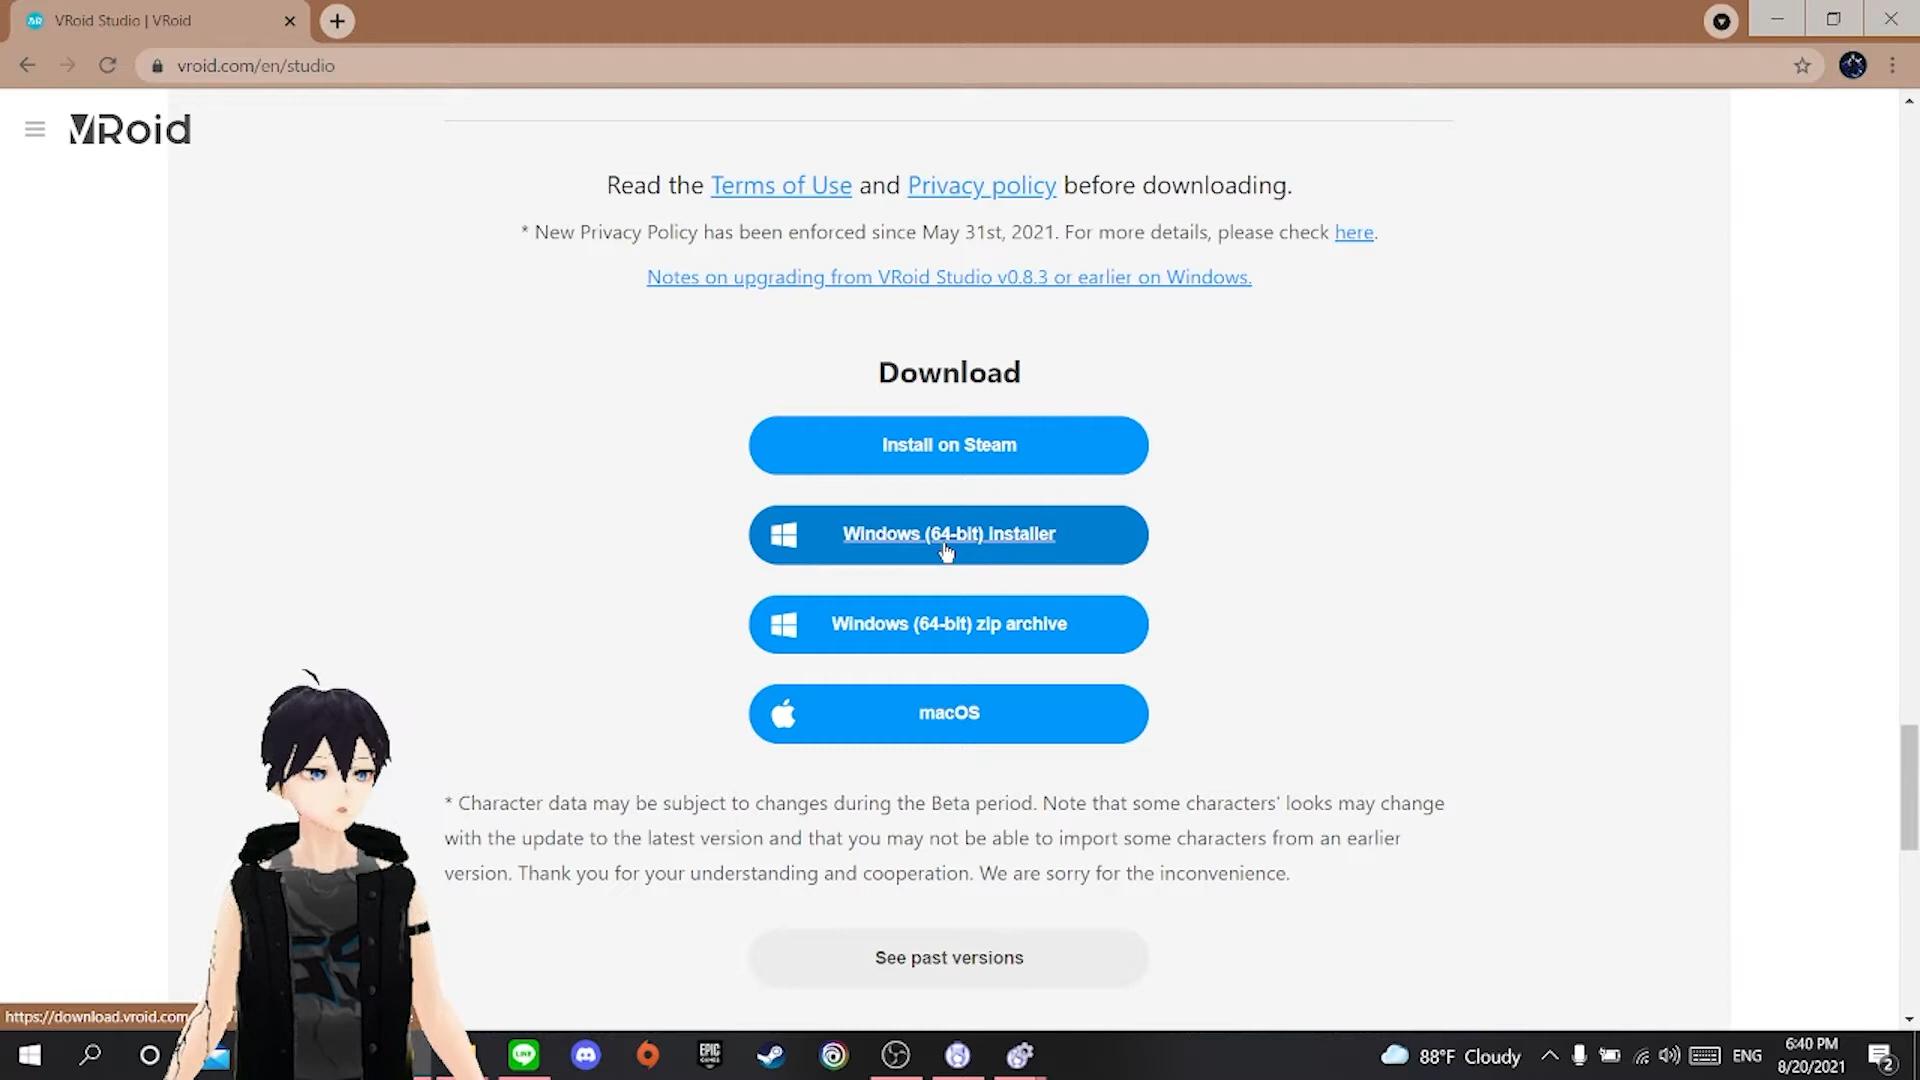 VRoid Studio | VRoid
vroid.com/en/studio
VRoid
Read the Terms of Use and Privacy policy before downloading.
* New Privacy Policy has been enforced since May 31st, 2021. For more details, please check here.
Notes on upgrading from VRoid Studio v0.8.3 or earlier on Windows.
Download
Install on Steam
Windows (64-bit) installer
Windows (64-bit) zip archive
macOS
* Character data may be subject to changes during the Beta period. Note that some characters' looks may change
with the update to the latest version and that you may not be able to import some characters from an earlier
version. Thank you for your understanding and cooperation. We are sorry for the inconvenience.
See past versions
https://download.vroid.com
LINE
EPIC
GAMES
88°F Cloudy
ENG
6:40 PM
8/20/2021
2